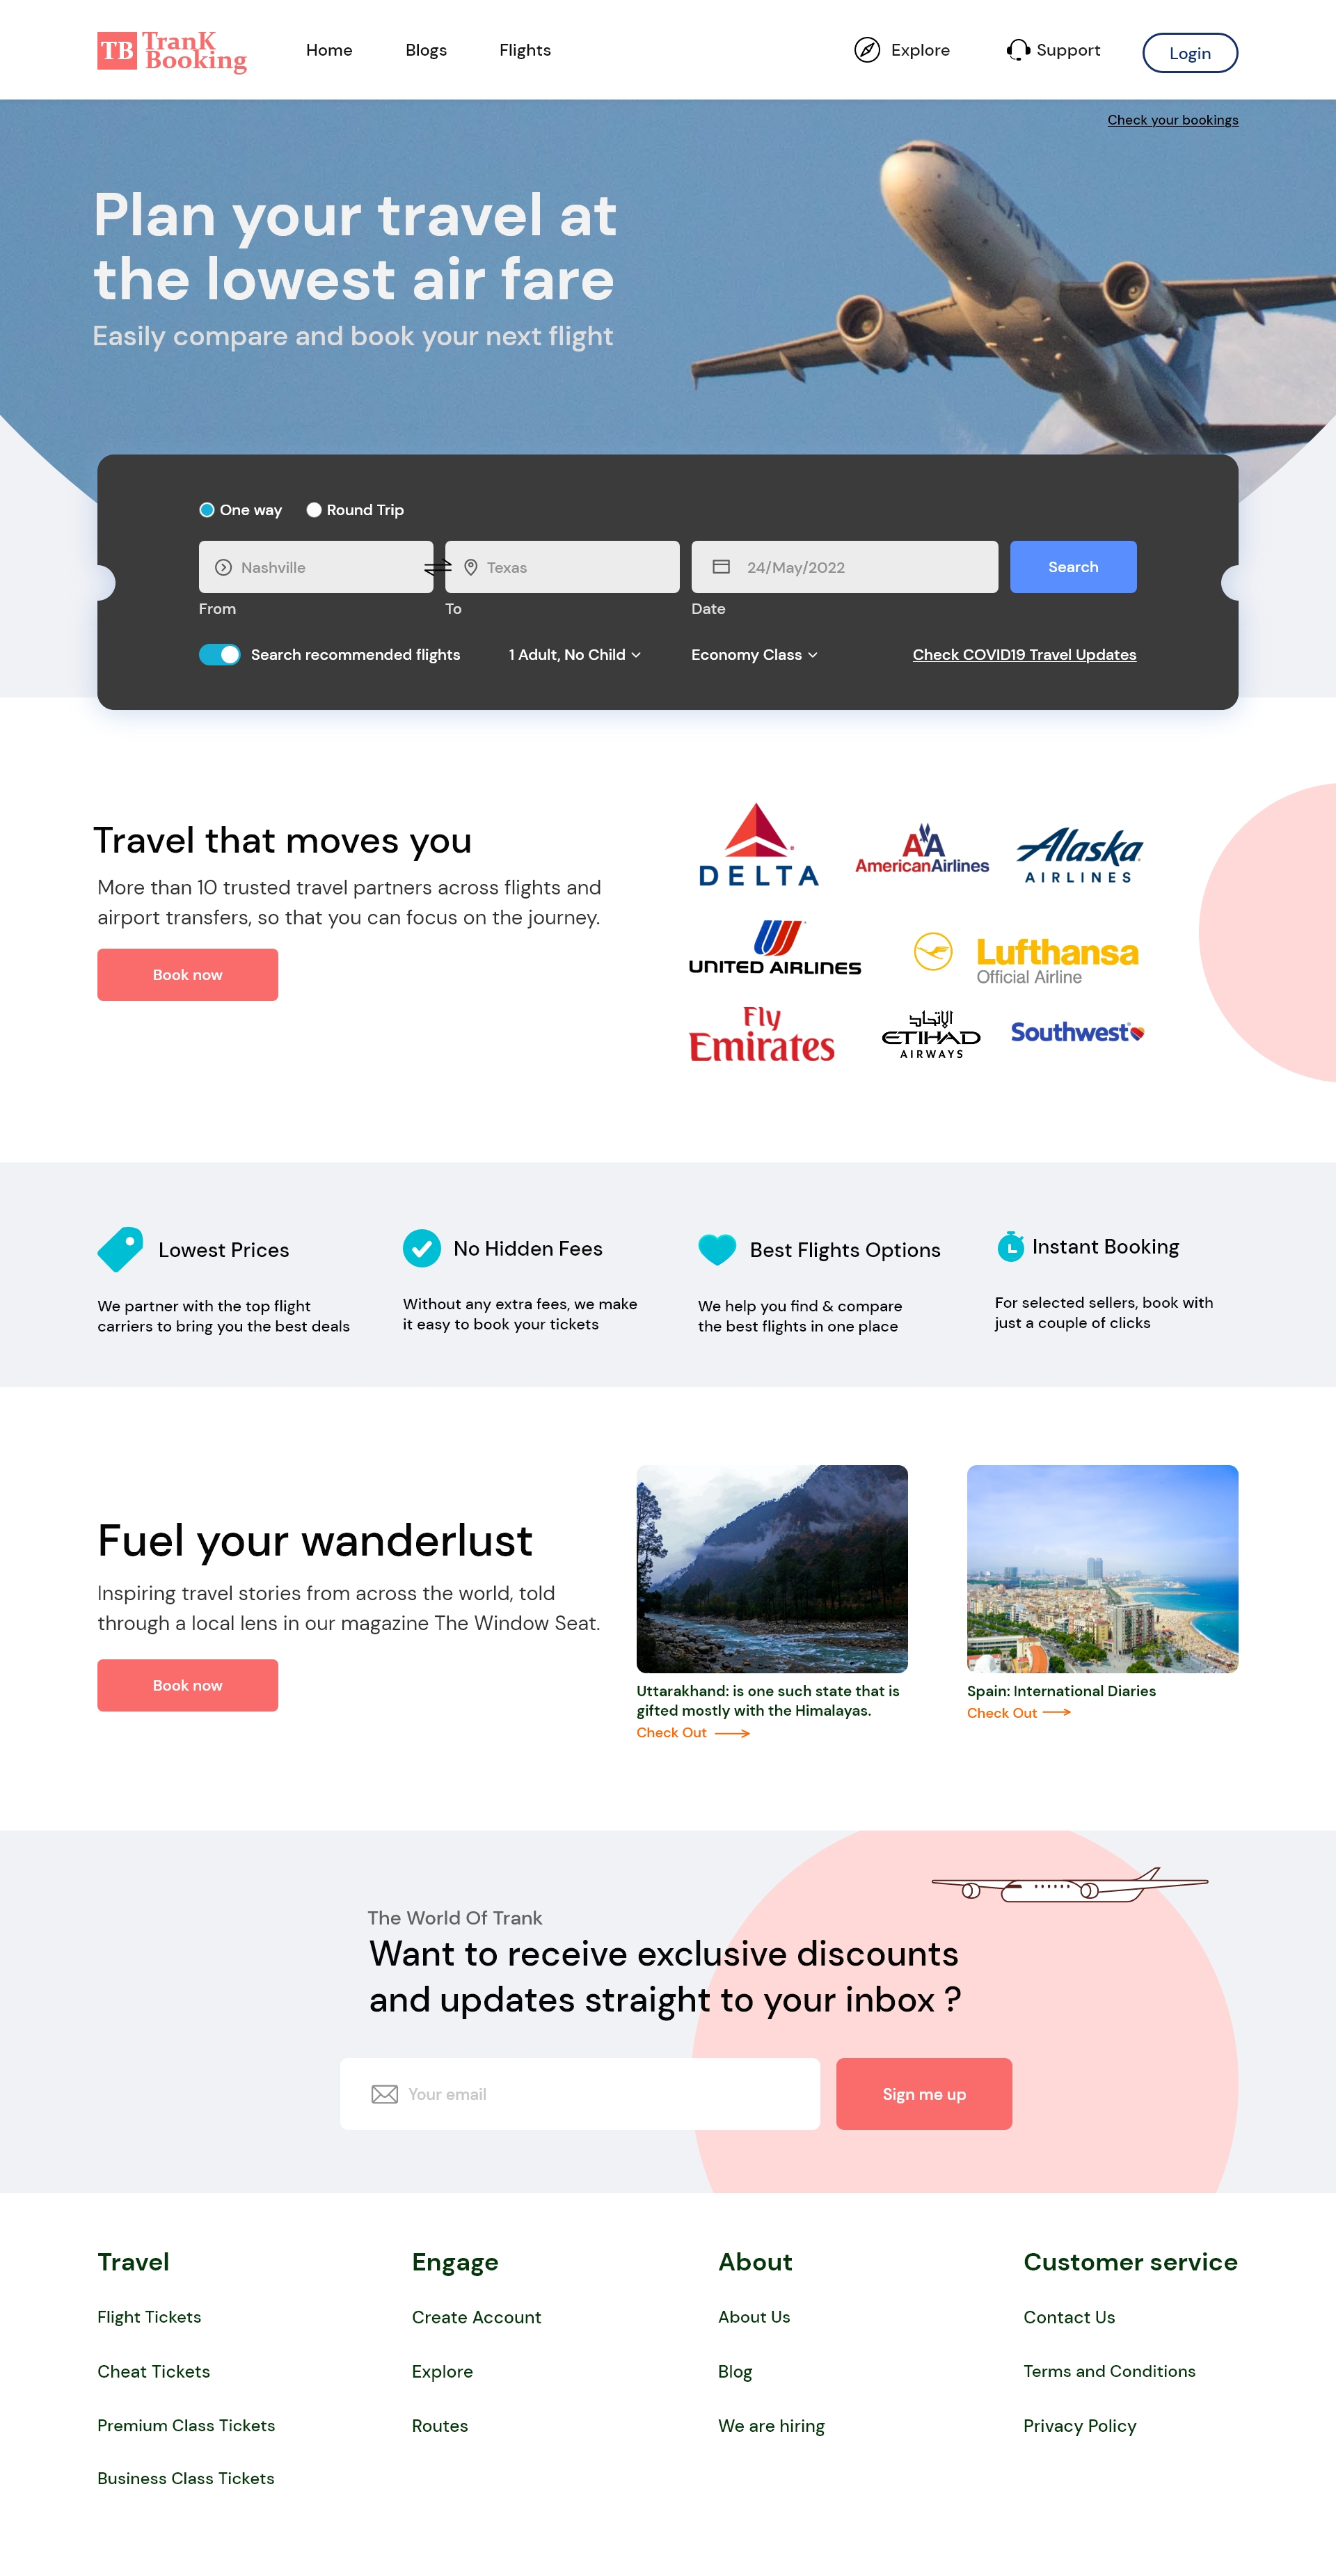 TB TranK
Booking
Home Blogs Flights Explore Support Login
Check your bookings
Plan your travel at
the lowest air fare
Easily compare and book your next flight
One way Round Trip
Nashville Texas 24/May/2022 Search
From To Date
Search recommended flights 1 Adult, No Child Economy Class Check COVID19 Travel Updates
Travel that moves you
More than 10 trusted travel partners across flights and
airport transfers, so that you can focus on the journey.
Book now
DELTA
AA
AmericanAirlines
Alaska
AIRLINES
UNITED AIRLINES
Lufthansa
Official Airline
Fly
Emirates
الإتحاد
ETIHAD
AIRWAYS
Southwest
Lowest Prices
We partner with the top flight
carriers to bring you the best deals
No Hidden Fees
Without any extra fees, we make
it easy to book your tickets
Best Flights Options
We help you find & compare
the best flights in one place
Instant Booking
For selected sellers, book with
just a couple of clicks
Fuel your wanderlust
Inspiring travel stories from across the world, told
through a local lens in our magazine The Window Seat.
Book now
Uttarakhand: is one such state that is
gifted mostly with the Himalayas.
Check Out
Spain: International Diaries
Check Out
The World Of Trank
Want to receive exclusive discounts
and updates straight to your inbox ?
Your email Sign me up
Travel
Flight Tickets
Cheat Tickets
Premium Class Tickets
Business Class Tickets
Engage
Create Account
Explore
Routes
About
About Us
Blog
We are hiring
Customer service
Contact Us
Terms and Conditions
Privacy Policy